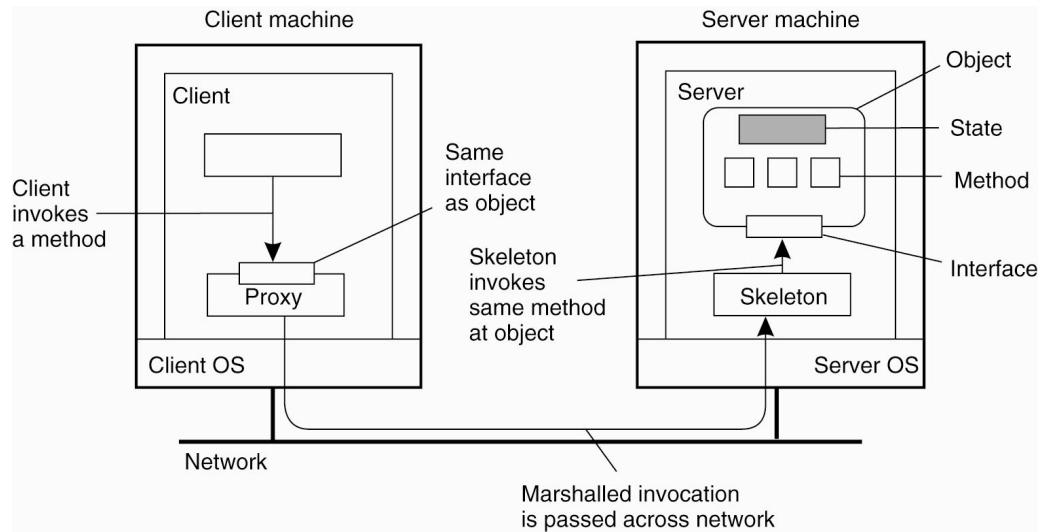 Client machine
Server machine
Object
Client
Server
State
Same
interface
as object
Client
invokes
a method
Method
Skeleton
invokes
same method
at object
Interface
Proxy
Skeleton
Client OS
Server OS
Network
Marshalled invocation
is passed across network